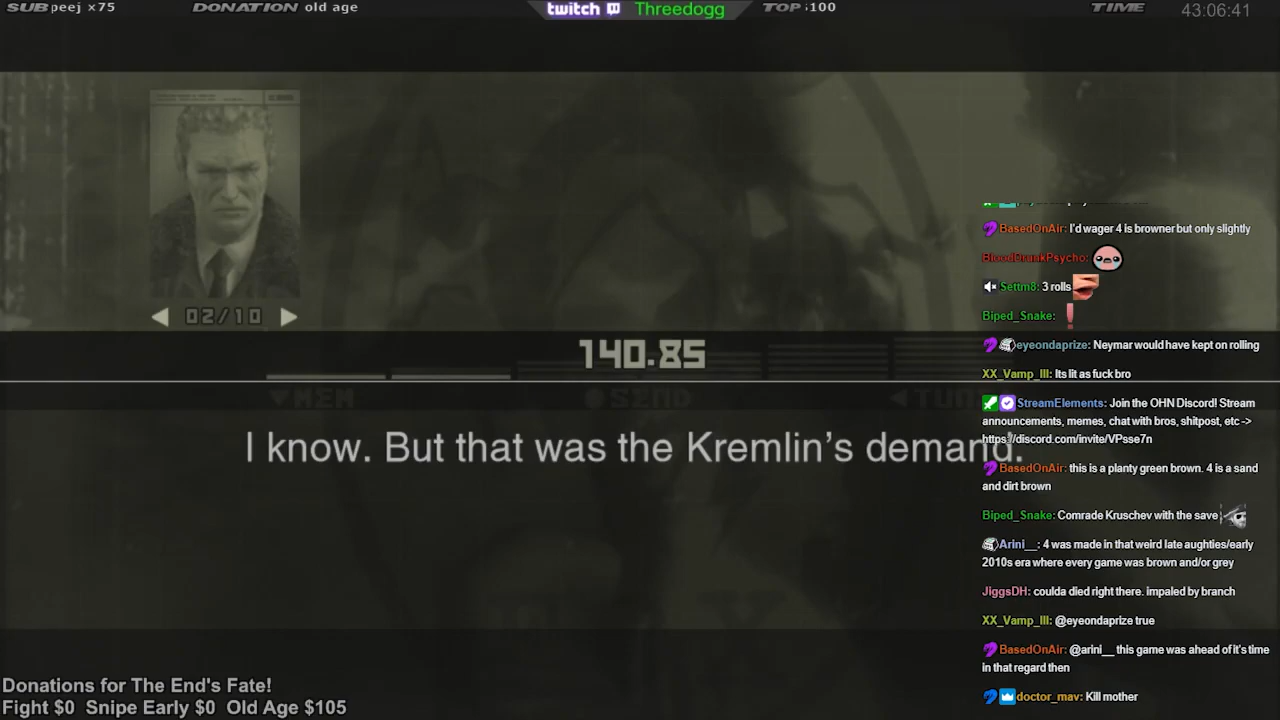 SUB peej x75 DONATION old age twitch Threedogg TOP :100 TIME 43:06:41
02/10
140.85
MEM SEND TUN
I know. But that was the Kremlin's demand.
BasedOnAir: I'd wager 4 is browner but only slightly
BloodDrankPsycho:
Settm8: 3 rolls
Biped_Snake:
eyeondaprize: Neymar would have kept on rolling
XX_Vamp_III: Its lit as fuck bro
StreamElements: Join the OHN Discord! Stream
announcements, memes, chat with bros, shitpost, etc ->
https://discord.com/invite/VPsse7n
BasedOnAir: this is a planty green brown. 4 is a sand
and dirt brown
Biped_Snake: Comrade Kruschev with the save
Arini__: 4 was made in that weird late aughties/early
2010s era where every game was brown and/or grey
JiggsDH: coulda died right there. impaled by branch
XX_Vamp_III: @eyeondaprize true
BasedOnAir: @arini__ this game was ahead of it's time
in that regard then
doctor_mav: Kill mother
Donations for The End's Fate!
Fight $0 Snipe Early $0 Old Age $105